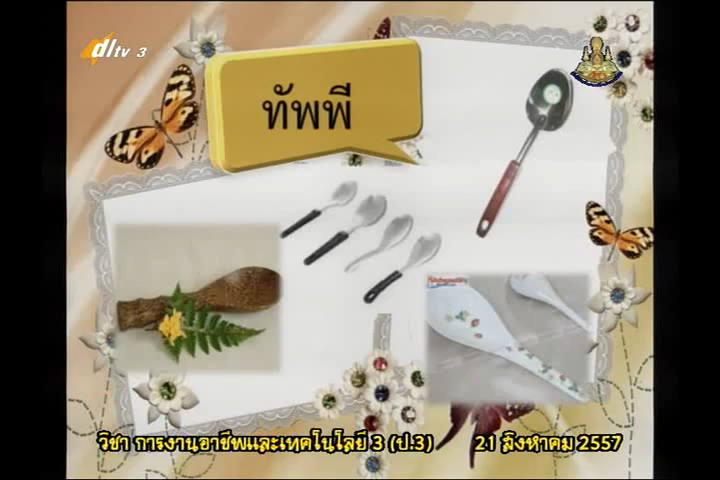 dltv 3
ทัพพี
วิชา การงานอาชีพและเทคโนโลยี 3 (ป.3) 21 สิงหาคม 2557